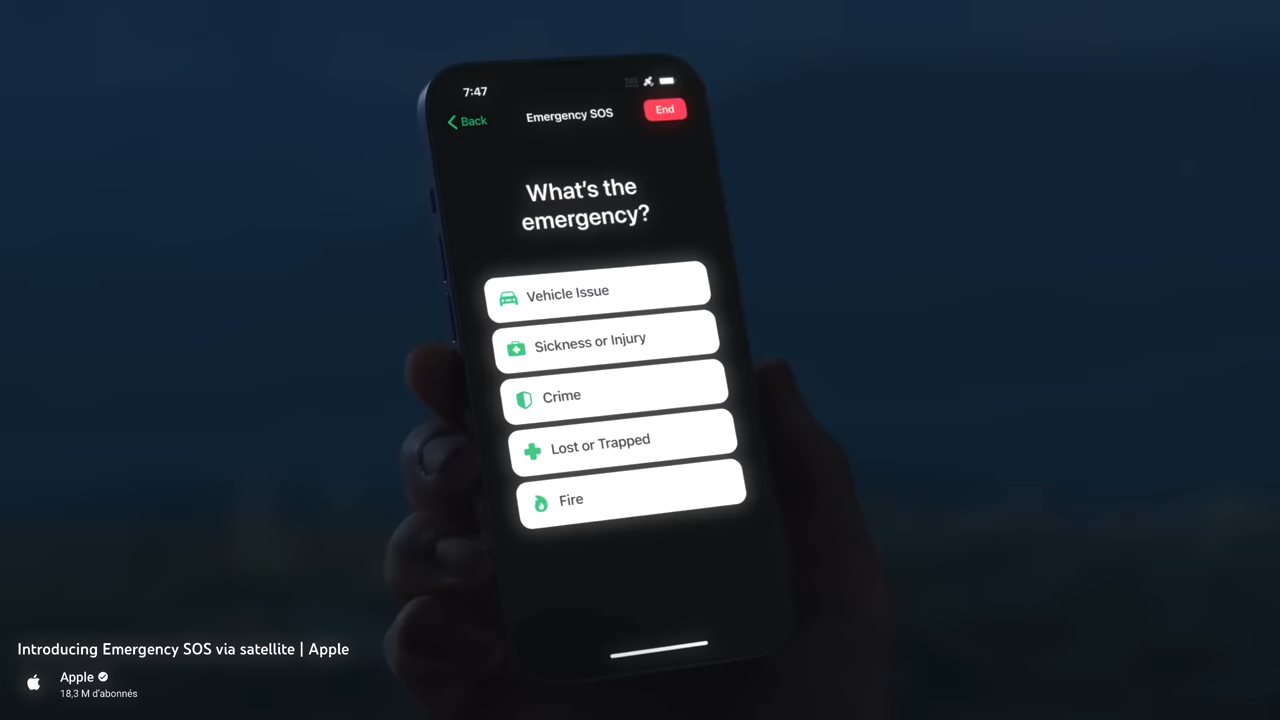 7:47
Back
Emergency SOS
End
What's the
emergency?
Vehicle Issue
Sickness or Injury
Crime
Lost or Trapped
Fire
Introducing Emergency SOS via satellite | Apple
Apple
18,3 M d'abonnés